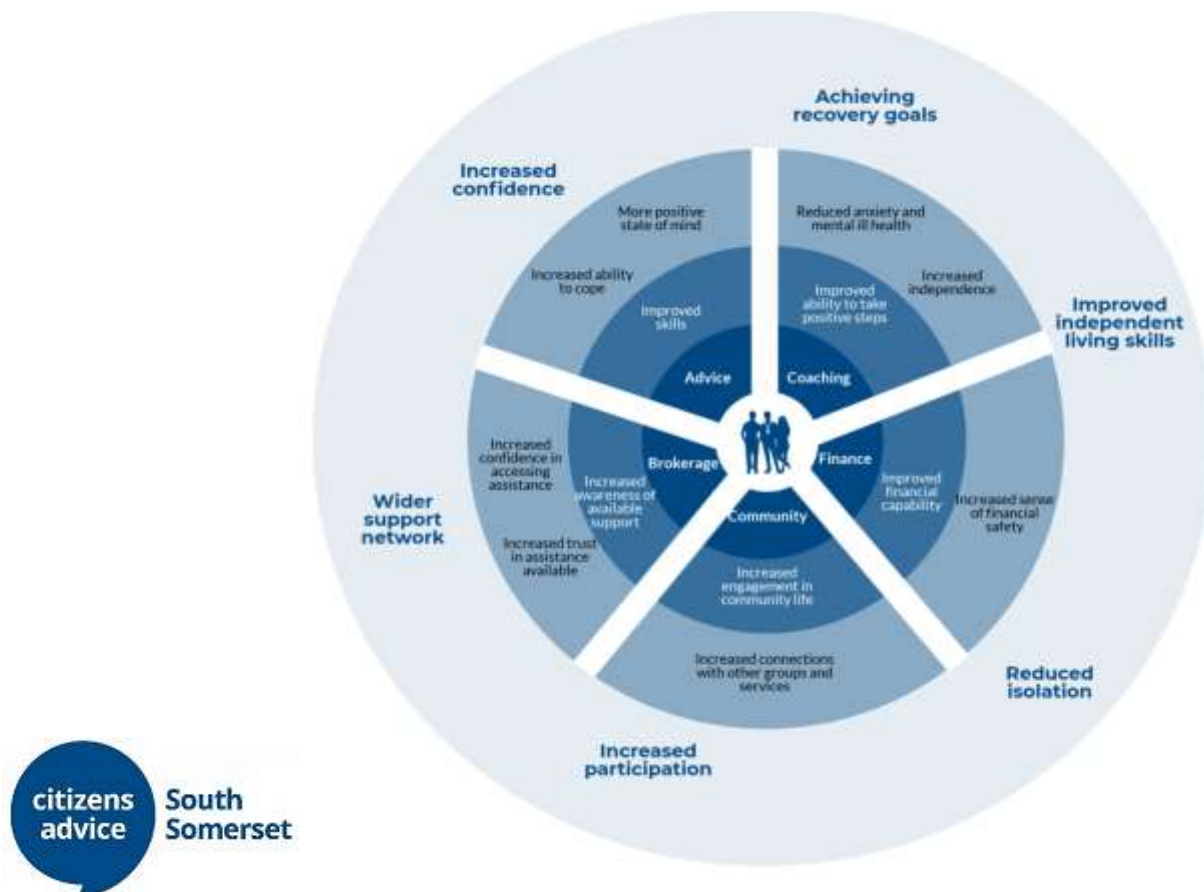 Achieving
recovery goals
Increased
confidence
More positive
state of mind
Reduced anxiety and
mental ill health
Increased ability
to cope
Increased
independence
Improved
skills
Improved
ability to take
positive steps
Improved
independent
living skills
Advice
Coaching
Brokerage
Finance
Community
Increased
confidence in
accessing
assistance
Increased
awareness of
available
support
Improved
financial
capability
Increased sense
of financial
safety
Wider
support
network
Increased trust
in assistance
available
Increased
engagement in
community life
Increased connections
with other groups and
services
Reduced
isolation
Increased
participation
citizens
advice
South
Somerset